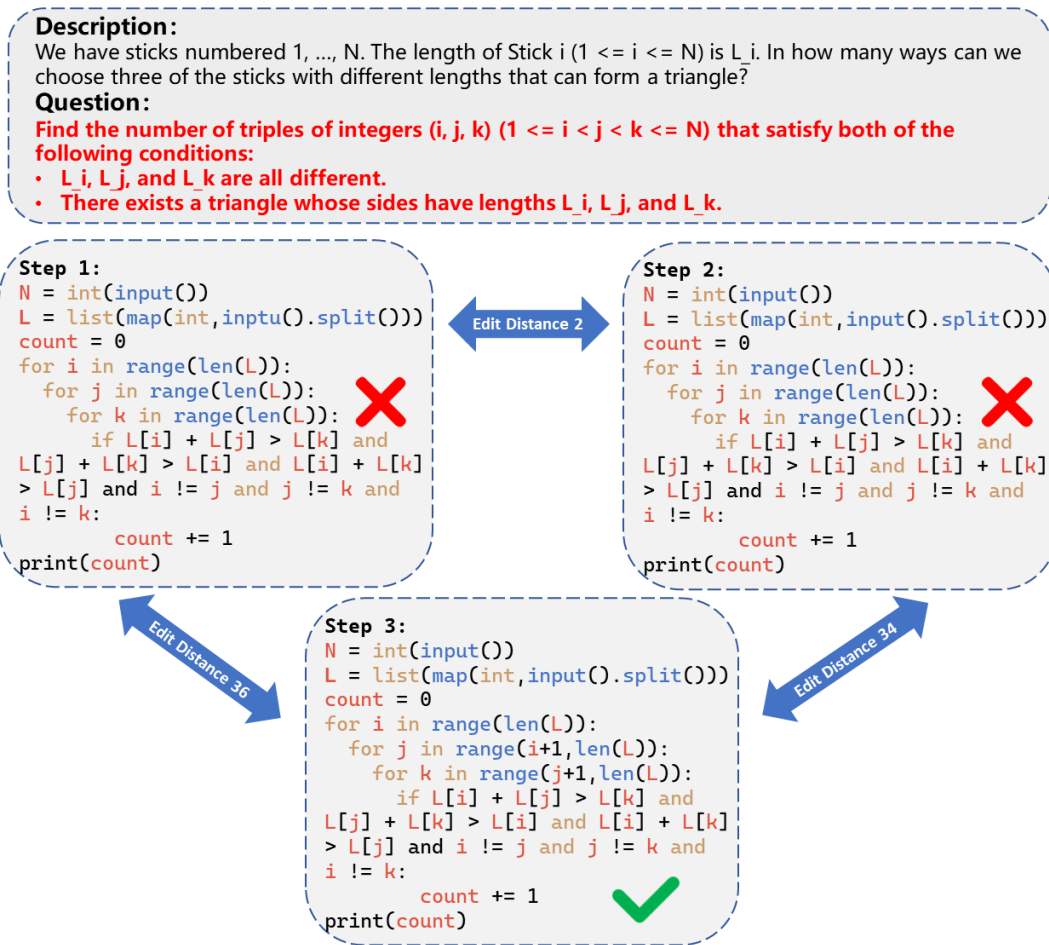 Description:
We have sticks numbered 1, ..., N. The length of Stick i (1 <= i <= N) is L_i. In how many ways can we
choose three of the sticks with different lengths that can form a triangle?
Question:
Find the number of triples of integers (i, j, k) (1 <= i < j < k <= N) that satisfy both of the
following conditions:
• L_i, L_j, and L_k are all different.
• There exists a triangle whose sides have lengths L_i, L_j, and L_k.
Step 1:
N = int(input())
L = list(map(int,inptu().split()))
count = 0
for i in range(len(L)):
for j in range(len(L)):
for k in range(len(L)):
if L[i] + L[j] > L[k] and
L[j] + L[k] > L[i] and L[i] + L[k]
> L[j] and i != j and j != k and
i != k:
count += 1
print(count)
Edit Distance 2
Step 2:
N = int(input())
L = list(map(int,input().split()))
count = 0
for i in range(len(L)):
for j in range(len(L)):
for k in range(len(L)):
if L[i] + L[j] > L[k] and
L[j] + L[k] > L[i] and L[i] + L[k]
> L[j] and i != j and j != k and
i != k:
count += 1
print(count)
Edit Distance 36
Step 3:
N = int(input())
L = list(map(int,input().split()))
count = 0
for i in range(len(L)):
for j in range(i+1,len(L)):
for k in range(j+1,len(L)):
if L[i] + L[j] > L[k] and
L[j] + L[k] > L[i] and L[i] + L[k]
> L[j] and i != j and j != k and
i != k:
count += 1
print(count)
Edit Distance 34